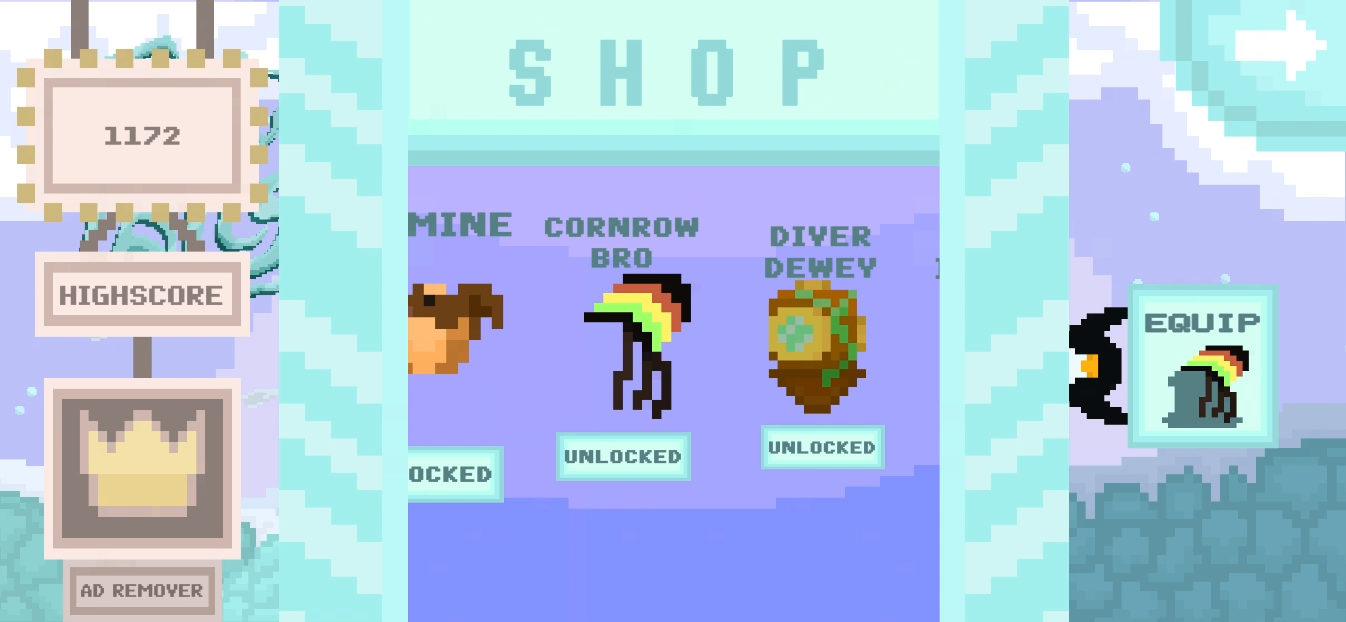 SHOP
1172
HIGHSCORE
AD REMOVER
MINE
OCKED
CORNROW
BRO
UNLOCKED
DIVER
DEWEY
UNLOCKED
EQUIP